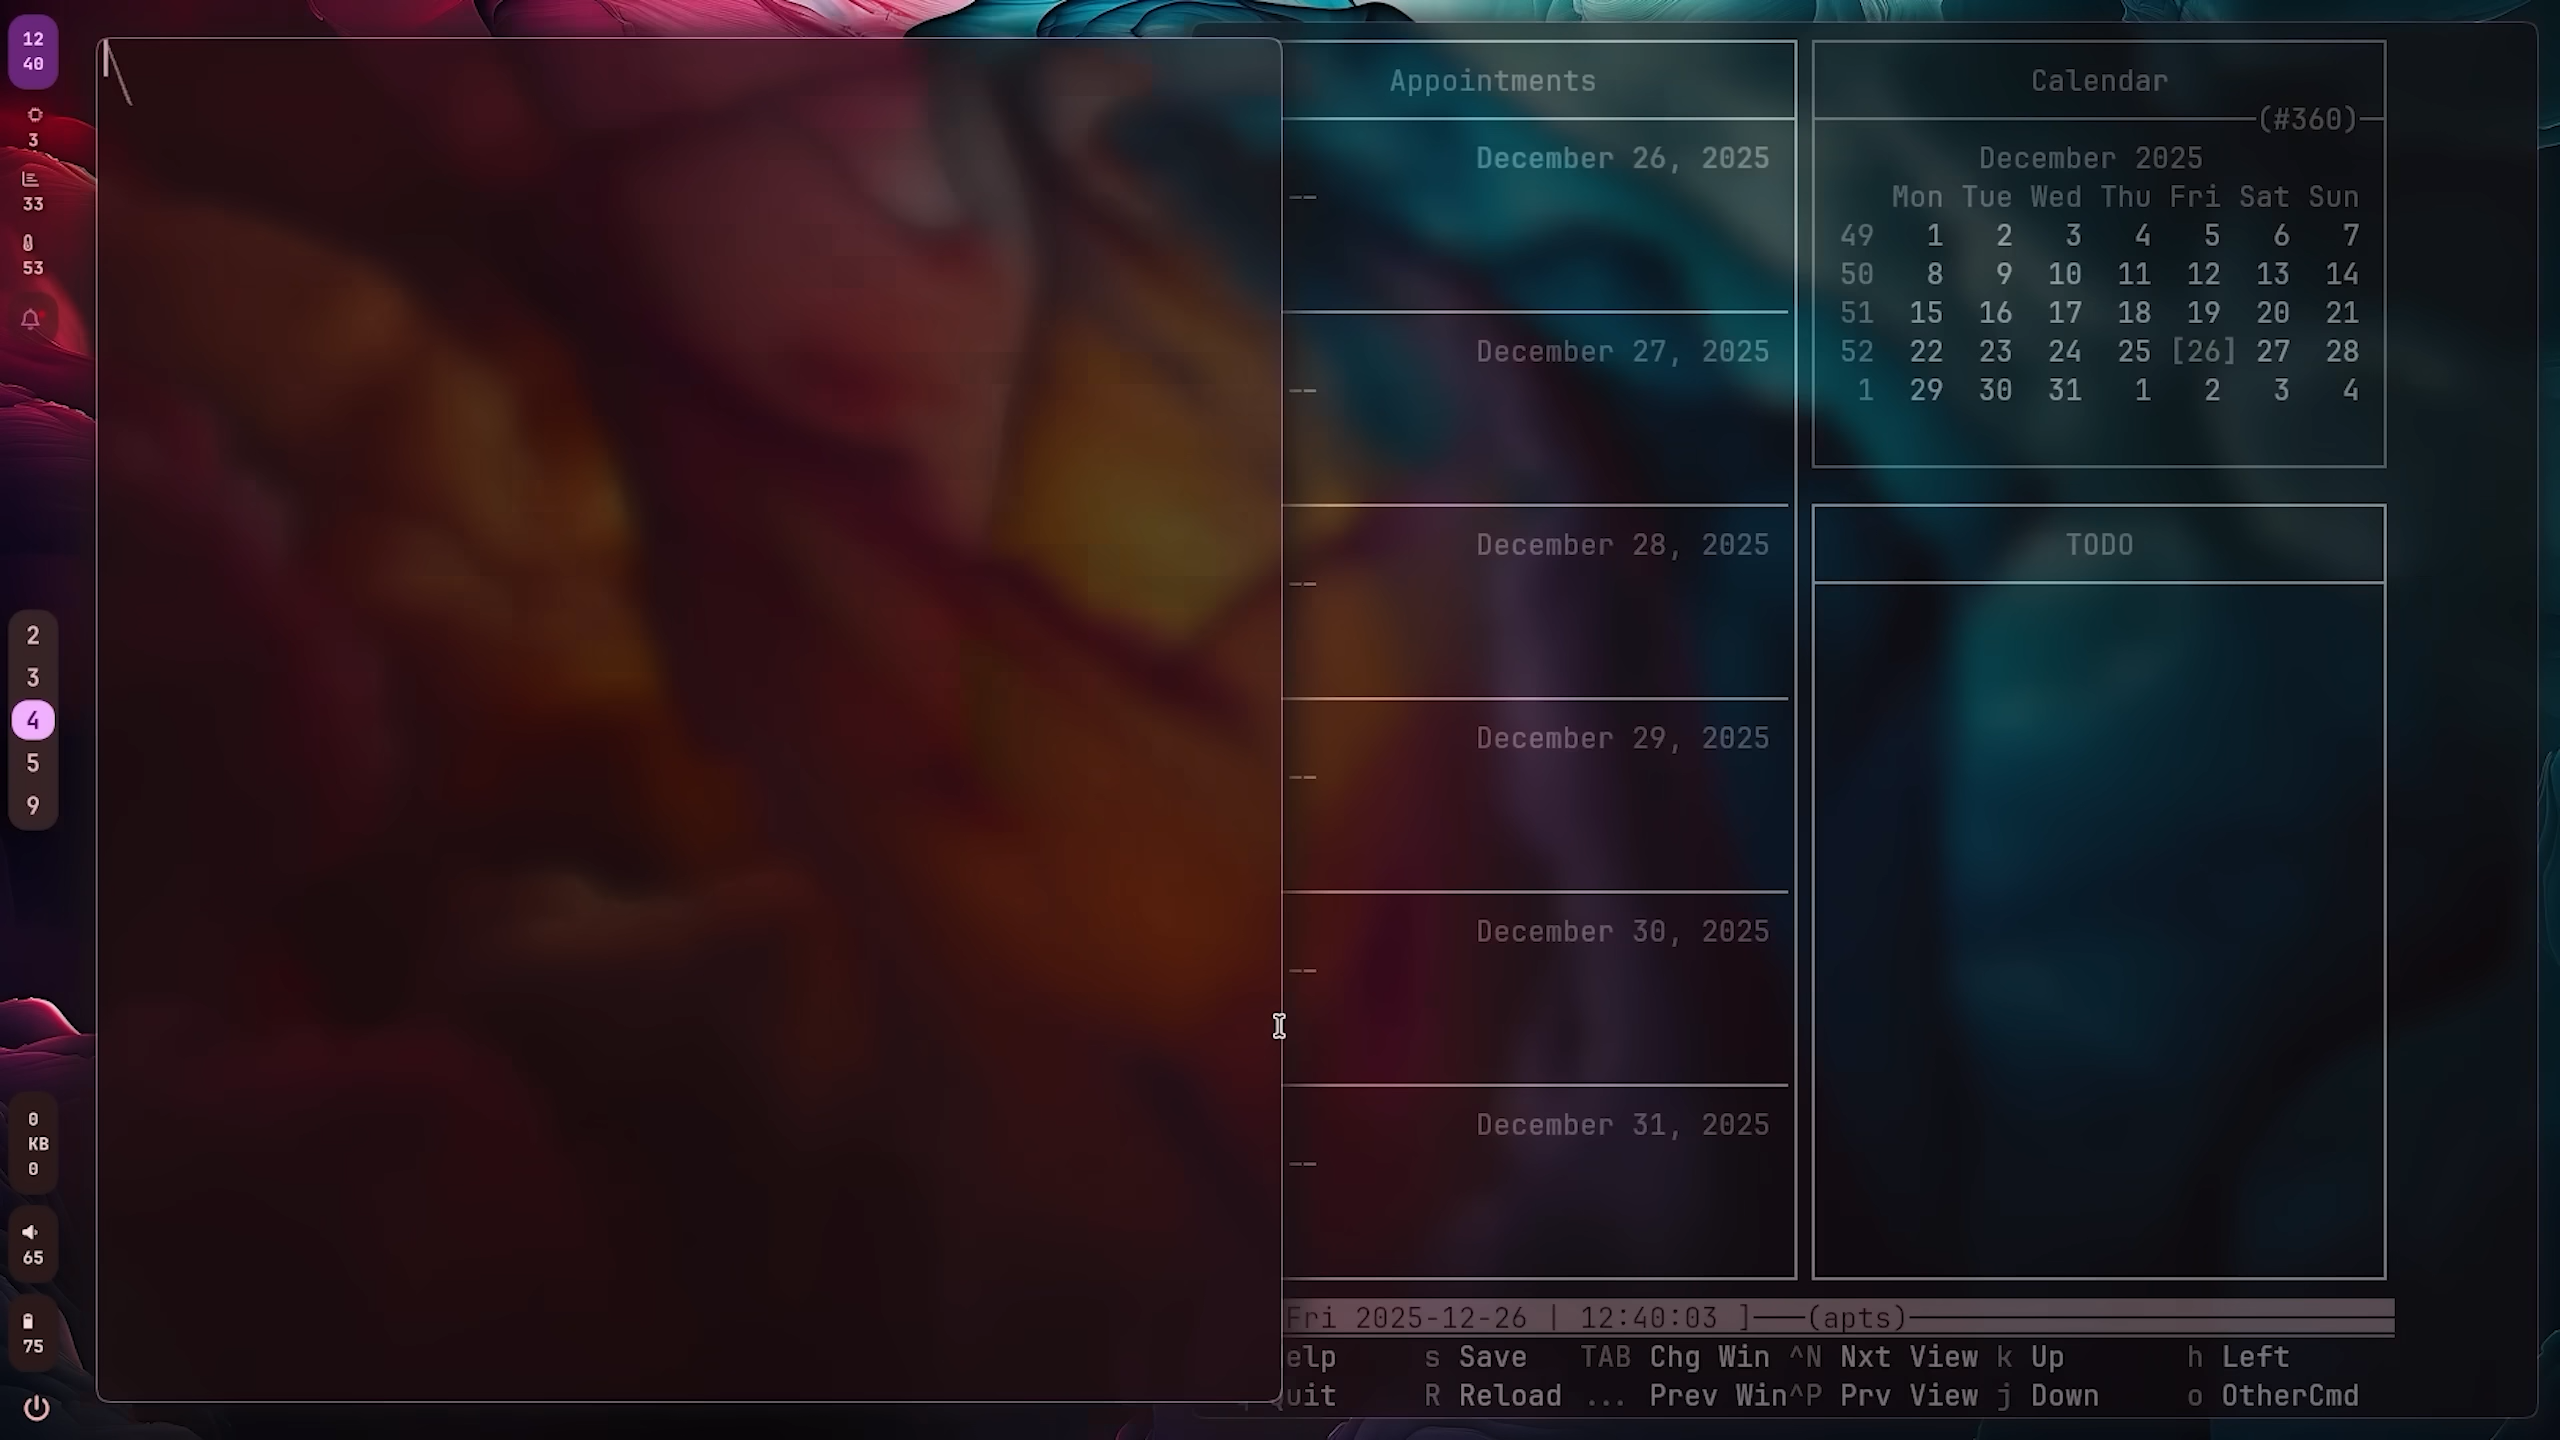 12
40
3
33
53
2
3
4
5
9
0
KB
0
65
75
Appointments
December 26, 2025
--
December 27, 2025
--
December 28, 2025
--
December 29, 2025
--
December 30, 2025
--
December 31, 2025
--
Calendar
(#360)
December 2025
Mon Tue Wed Thu Fri Sat Sun
49 1 2 3 4 5 6 7
50 8 9 10 11 12 13 14
51 15 16 17 18 19 20 21
52 22 23 24 25 [26] 27 28
1 29 30 31 1 2 3 4
TODO
Fri 2025-12-26 | 12:40:03 ]──(apts)
elp s Save TAB Chg Win ^N Nxt View k Up h Left
uit R Reload ... Prev Win^P Prv View j Down o OtherCmd